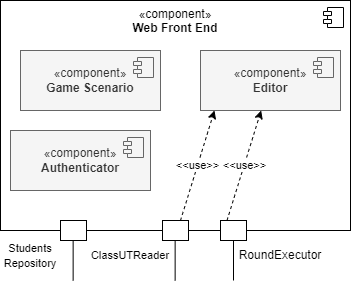 «component»
Web Front End
«component»
Game Scenario
«component»
Editor
«component»
Authenticator
<<use>>
<<use>>
Students
Repository
ClassUTReader
RoundExecutor